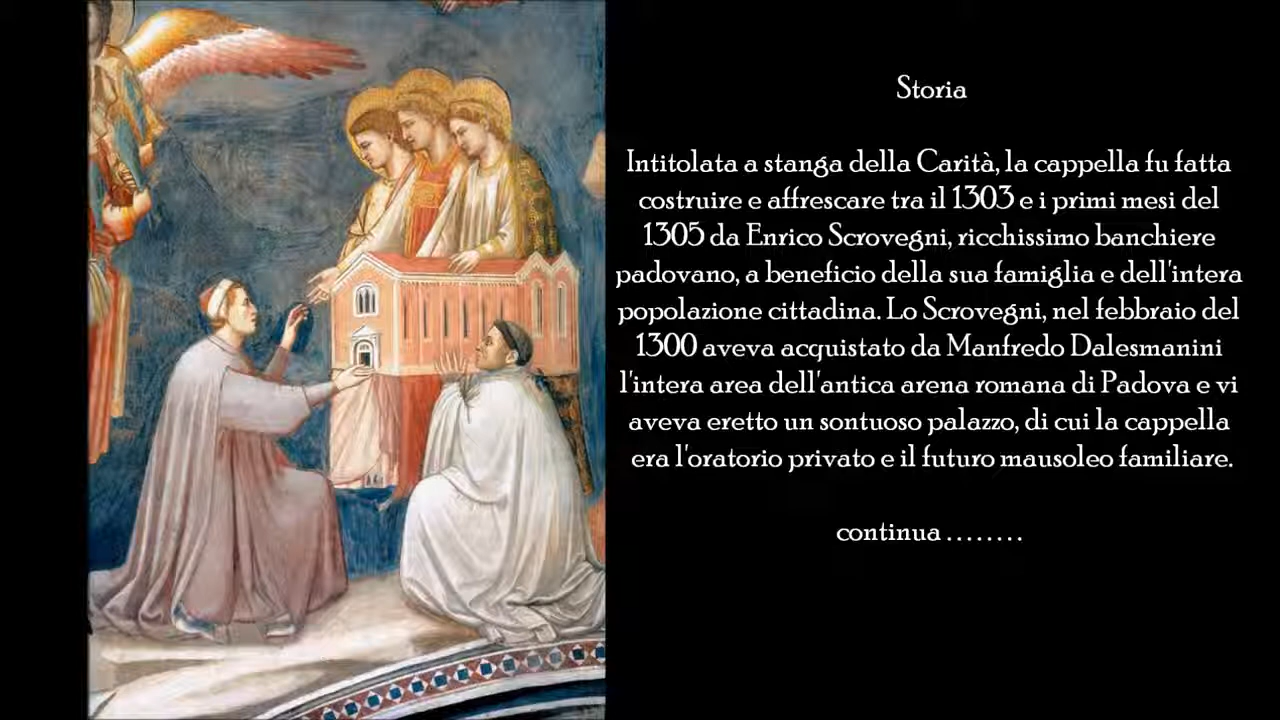 Storia
Intitolata a stanga della Carità, la cappella fu fatta
costruire e affrescare tra il 1303 e i primi mesi del
1305 da Enrico Scrovegni, ricchissimo banchiere
padovano, a beneficio della sua famiglia e dell'intera
popolazione cittadina. Lo Scrovegni, nel febbraio del
1300 aveva acquistato da Manfredo Dalesmanini
l'intera area dell'antica arena romana di Padova e vi
aveva eretto un sontuoso palazzo, di cui la cappella
era l'oratorio privato e il futuro mausoleo familiare.
continua ........